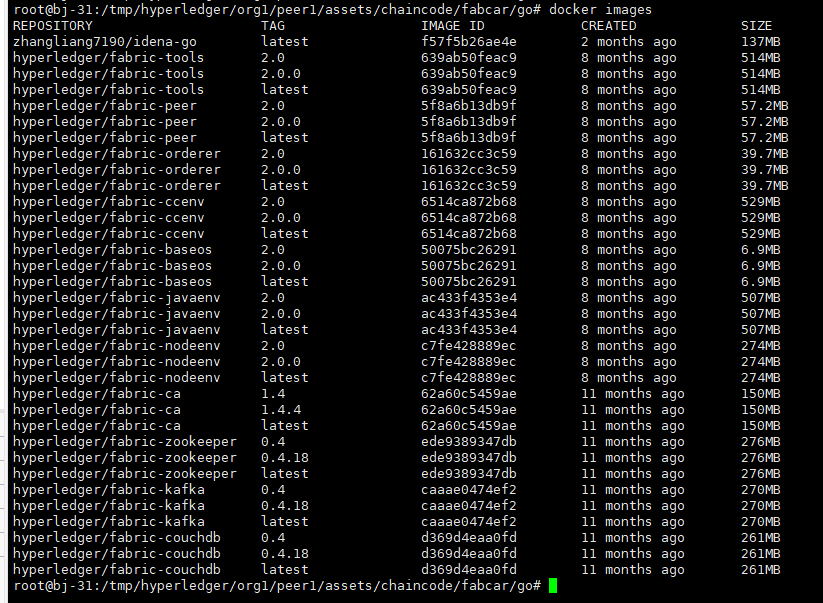 root@bj-31:/tmp/hyperledger/org1/peer1/assets/chaincode/fabcar/go# docker images
REPOSITORY TAG IMAGE ID CREATED SIZE
zhangliang7190/idena-go latest f57f5b26ae4e 2 months ago 137MB
hyperledger/fabric-tools 2.0 639ab50feac9 8 months ago 514MB
hyperledger/fabric-tools 2.0.0 639ab50feac9 8 months ago 514MB
hyperledger/fabric-tools latest 639ab50feac9 8 months ago 514MB
hyperledger/fabric-peer 2.0 5f8a6b13db9f 8 months ago 57.2MB
hyperledger/fabric-peer 2.0.0 5f8a6b13db9f 8 months ago 57.2MB
hyperledger/fabric-peer latest 5f8a6b13db9f 8 months ago 57.2MB
hyperledger/fabric-orderer 2.0 161632cc3c59 8 months ago 39.7MB
hyperledger/fabric-orderer 2.0.0 161632cc3c59 8 months ago 39.7MB
hyperledger/fabric-orderer latest 161632cc3c59 8 months ago 39.7MB
hyperledger/fabric-ccenv 2.0 6514ca872b68 8 months ago 529MB
hyperledger/fabric-ccenv 2.0.0 6514ca872b68 8 months ago 529MB
hyperledger/fabric-ccenv latest 6514ca872b68 8 months ago 529MB
hyperledger/fabric-baseos 2.0 50075bc26291 8 months ago 6.9MB
hyperledger/fabric-baseos 2.0.0 50075bc26291 8 months ago 6.9MB
hyperledger/fabric-baseos latest 50075bc26291 8 months ago 6.9MB
hyperledger/fabric-javaenv 2.0 ac433f4353e4 8 months ago 507MB
hyperledger/fabric-javaenv 2.0.0 ac433f4353e4 8 months ago 507MB
hyperledger/fabric-javaenv latest ac433f4353e4 8 months ago 507MB
hyperledger/fabric-nodeenv 2.0 c7fe428889ec 8 months ago 274MB
hyperledger/fabric-nodeenv 2.0.0 c7fe428889ec 8 months ago 274MB
hyperledger/fabric-nodeenv latest c7fe428889ec 8 months ago 274MB
hyperledger/fabric-ca 1.4 62a60c5459ae 11 months ago 150MB
hyperledger/fabric-ca 1.4.4 62a60c5459ae 11 months ago 150MB
hyperledger/fabric-ca latest 62a60c5459ae 11 months ago 150MB
hyperledger/fabric-zookeeper 0.4 ede9389347db 11 months ago 276MB
hyperledger/fabric-zookeeper 0.4.18 ede9389347db 11 months ago 276MB
hyperledger/fabric-zookeeper latest ede9389347db 11 months ago 276MB
hyperledger/fabric-kafka 0.4 caaae0474ef2 11 months ago 270MB
hyperledger/fabric-kafka 0.4.18 caaae0474ef2 11 months ago 270MB
hyperledger/fabric-kafka latest caaae0474ef2 11 months ago 270MB
hyperledger/fabric-couchdb 0.4 d369d4eaa0fd 11 months ago 261MB
hyperledger/fabric-couchdb 0.4.18 d369d4eaa0fd 11 months ago 261MB
hyperledger/fabric-couchdb latest d369d4eaa0fd 11 months ago 261MB
root@bj-31:/tmp/hyperledger/org1/peer1/assets/chaincode/fabcar/go#